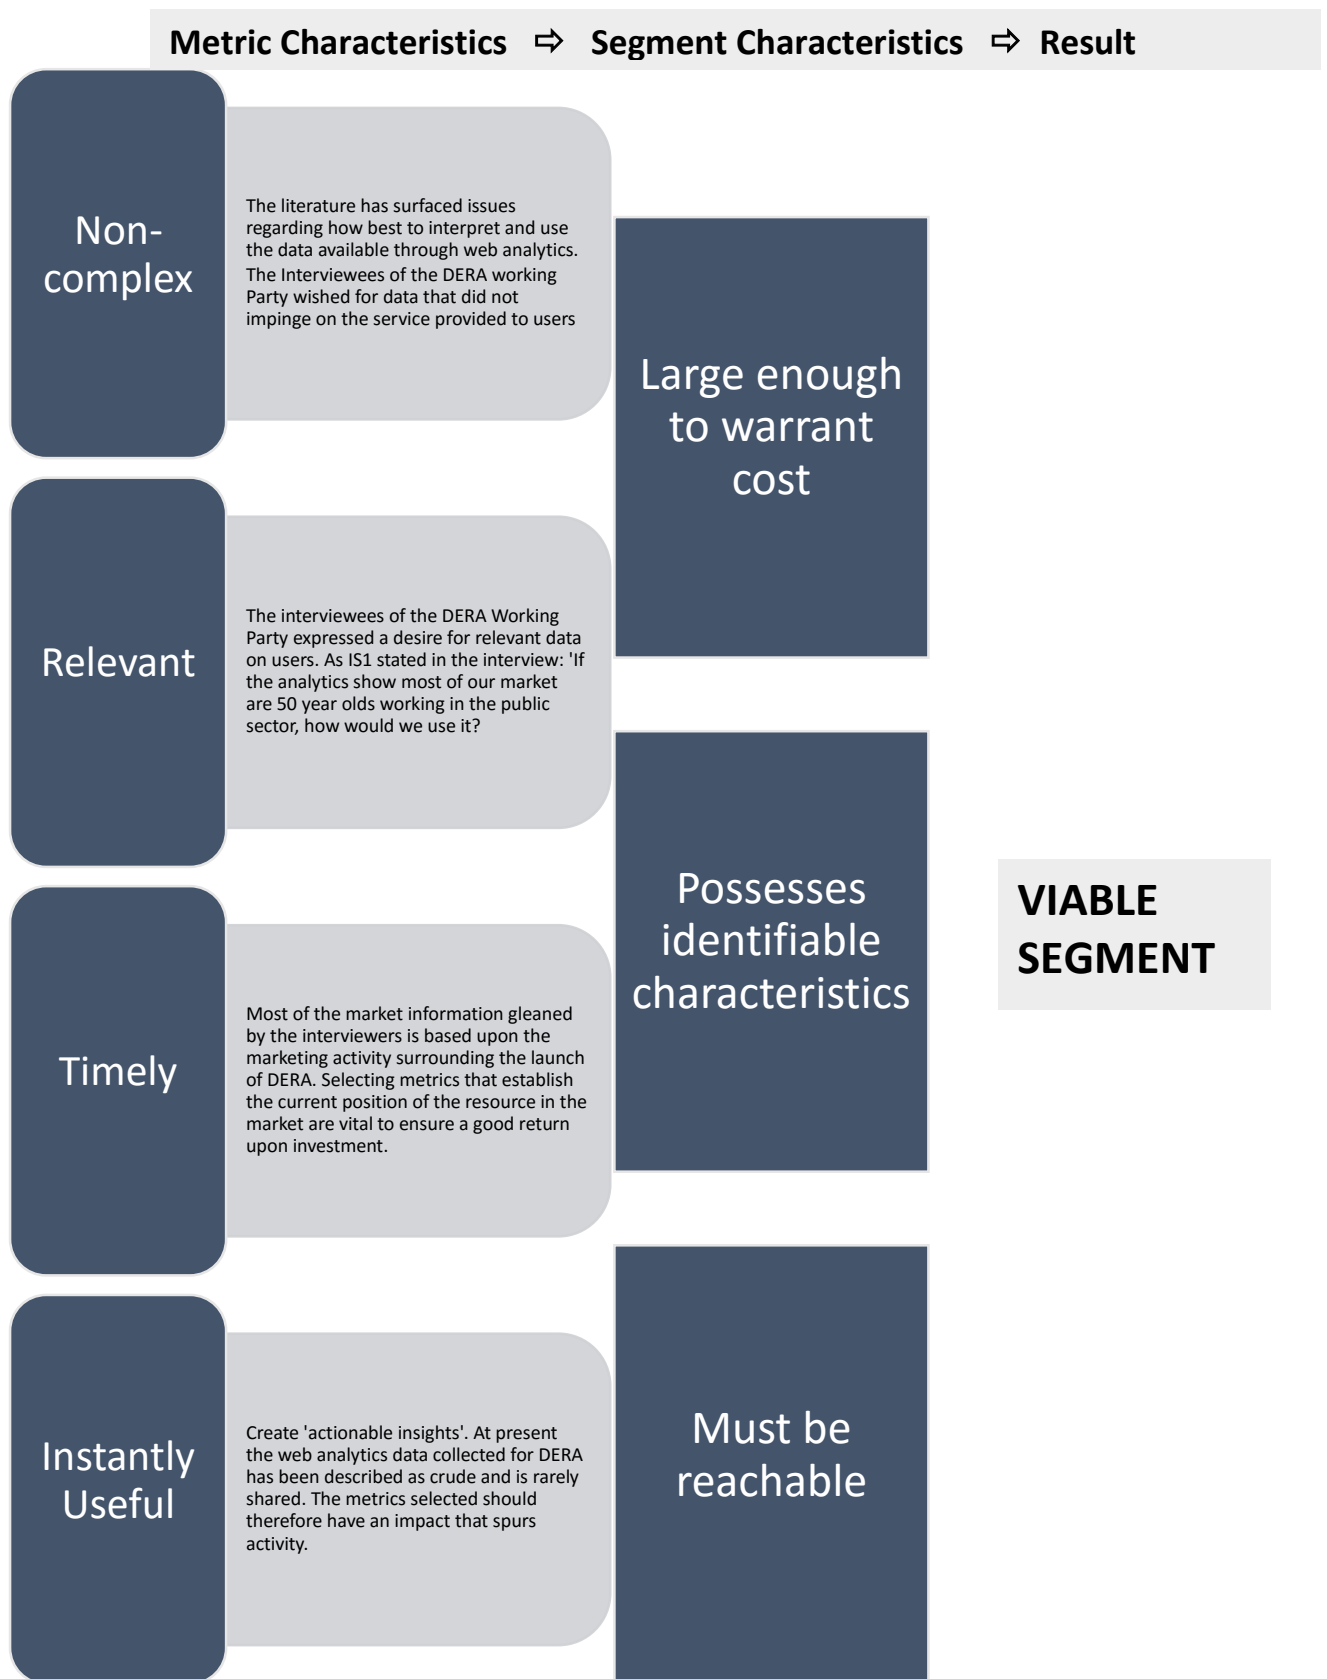 Metric Characteristics ⇨ Segment Characteristics ⇨ Result
Non-
complex
The literature has surfaced issues
regarding how best to interpret and use
the data available through web analytics.
The Interviewees of the DERA working
Party wished for data that did not
impinge on the service provided to users
Relevant
The interviewees of the DERA Working
Party expressed a desire for relevant data
on users. As IS1 stated in the interview: 'If
the analytics show most of our market
are 50 year olds working in the public
sector, how would we use it?
Timely
Most of the market information gleaned
by the interviewers is based upon the
marketing activity surrounding the launch
of DERA. Selecting metrics that establish
the current position of the resource in the
market are vital to ensure a good return
upon investment.
Instantly
Useful
Create 'actionable insights'. At present
the web analytics data collected for DERA
has been described as crude and is rarely
shared. The metrics selected should
therefore have an impact that spurs
activity.
Large enough
to warrant
cost
Possesses
identifiable
characteristics
Must be
reachable
VIABLE
SEGMENT